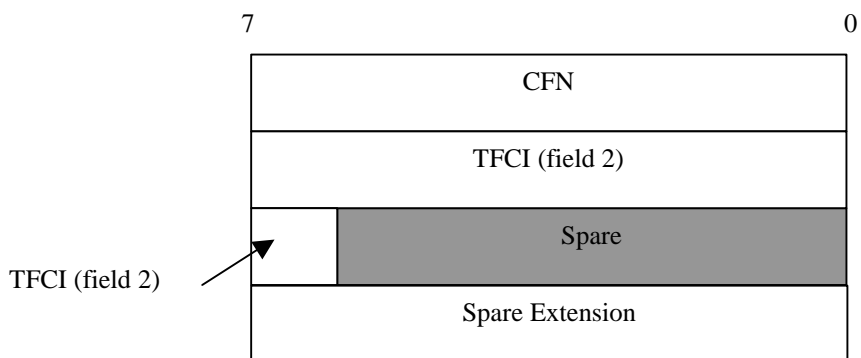 7 0
CFN
TFCI (field 2)
Spare
TFCI (field 2)
Spare Extension